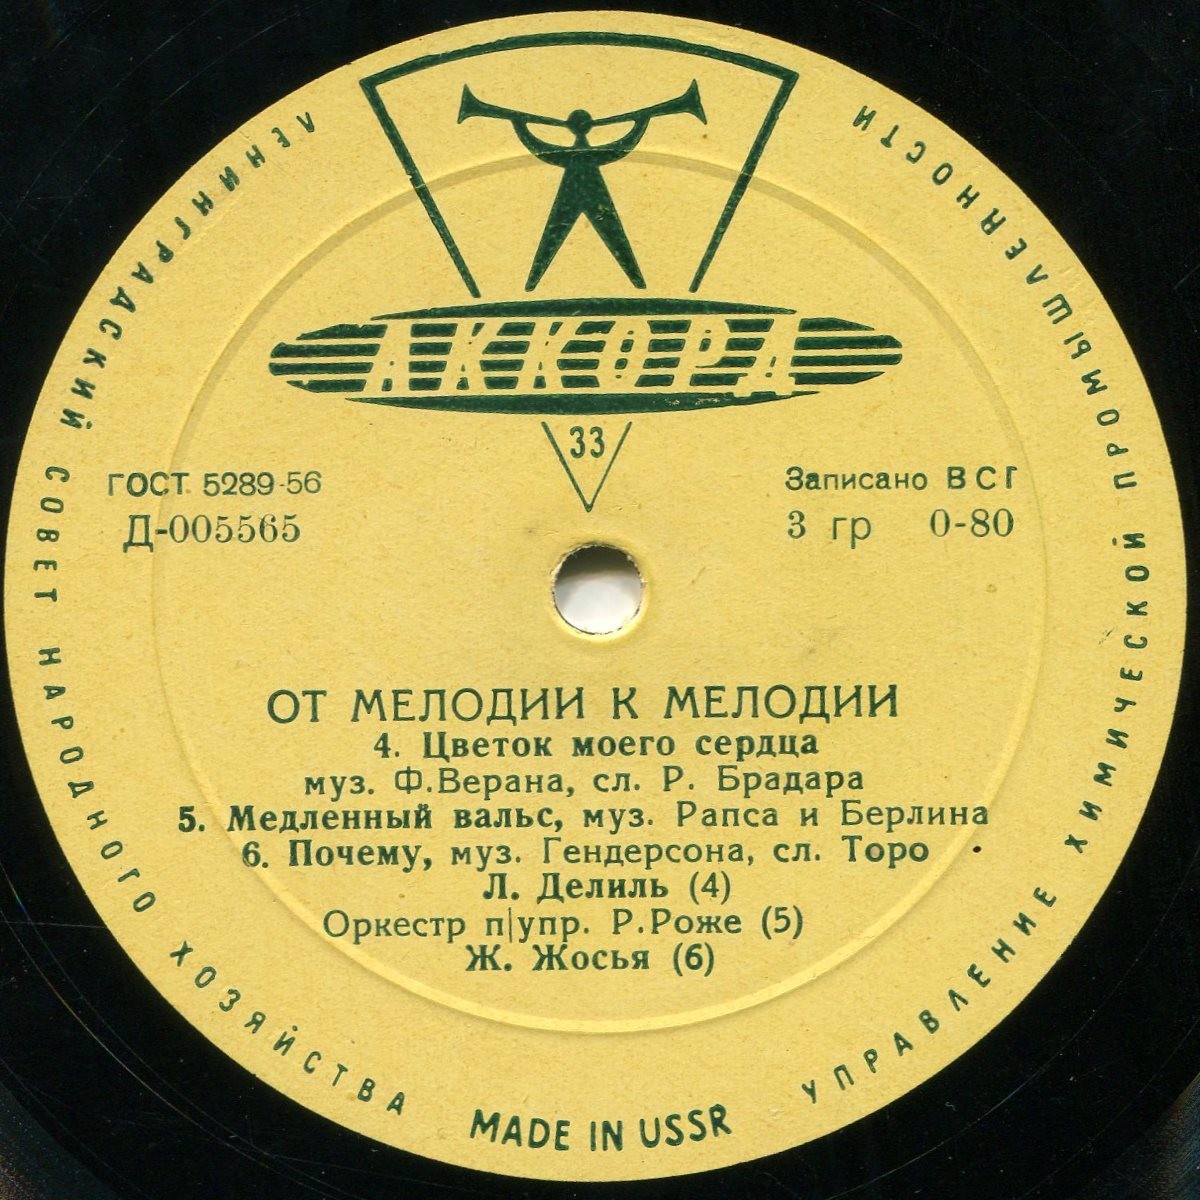 ЛЕНИНГРАДСКИЙ СОВЕТ НАРОДНОГО ХОЗЯЙСТВА
УПРАВЛЕНИЕ ХИМИЧЕСКОЙ ПРОМЫШЛЕННОСТИ
АККОРД
33
ГОСТ 5289-56
Д-005565
Записано ВСГ
3 гр 0-80
ОТ МЕЛОДИИ К МЕЛОДИИ
4. Цветок моего сердца
муз. Ф.Верана, сл. Р. Брадара
5. Медленный вальс, муз. Рапса и Берлина
6. Почему, муз. Гендерсона, сл. Торо
Л. Делиль (4)
Оркестр п|упр. Р.Роже (5)
Ж. Жосья (6)
MADE IN USSR